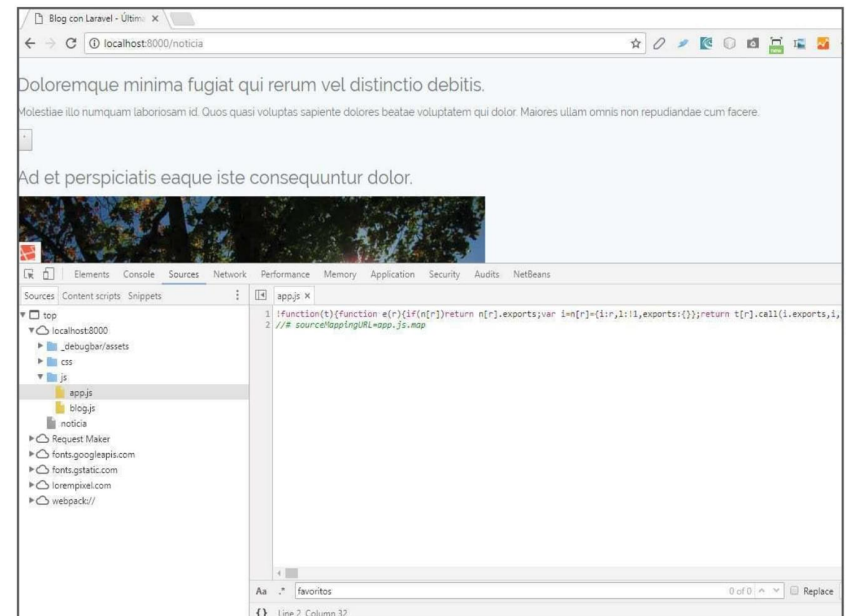 Blog con Laravel - Últim
localhost:8000/noticia
Doloremque minima fugiat qui rerum vel distinctio debitis.
Molestiae illo numquam laboriosam id. Quos quasi voluptas sapiente dolores beatae voluptatem qui dolor. Maiores ullam omnis non repudiandae cum facere.
Ad et perspiciatis eaque iste consequuntur dolor.
Elements Console Sources Network Performance Memory Application Security Audits NetBeans
Sources Content scripts Snippets
app.js
top
1 !function(t){function e(r){if(n[r])return n[r].exports;var i=n[r]={i:r,l:!1,exports:{}};return t[r].call(i.exports,i,
2 //# sourceMappingURL=app.js.map
localhost:8000
_debugbar/assets
css
js
app.js
blog.js
noticia
Request Maker
fonts.googleapis.com
fonts.gstatic.com
lorempixel.com
webpack://
Aa .* favoritos 0 of 0 Replace
{} Line 2, Column 32